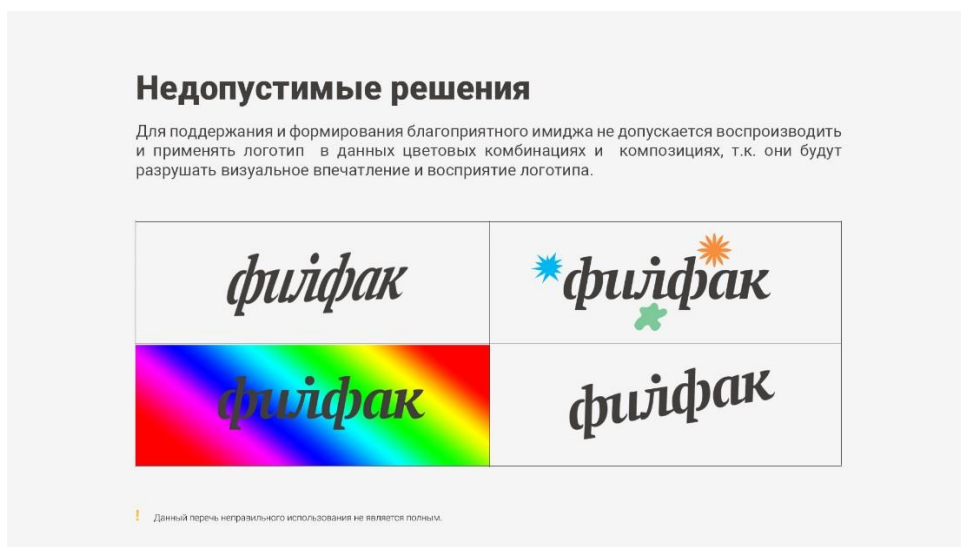 Недопустимые решения
Для поддержания и формирования благоприятного имиджа не допускается воспроизводить
и применять логотип в данных цветовых комбинациях и композициях, т.к. они будут
разрушать визуальное впечатление и восприятие логотипа.
филфак
филфак
филфак
филфак
! Данный перечь неправильного использования не является полным.